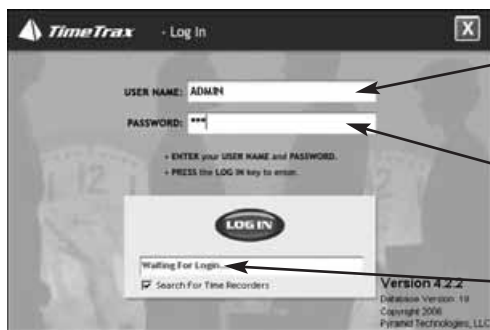 TimeTrax - Log In X
USER NAME: ADMIN
PASSWORD: ***
• ENTER your USER NAME and PASSWORD.
• PRESS the LOG IN key to enter.
LOG IN
Waiting For Login...
Search For Time Recorders
Version 4.2.2
Database Version: 19
Copyright 2006
Pyramid Technologies, LLC
12